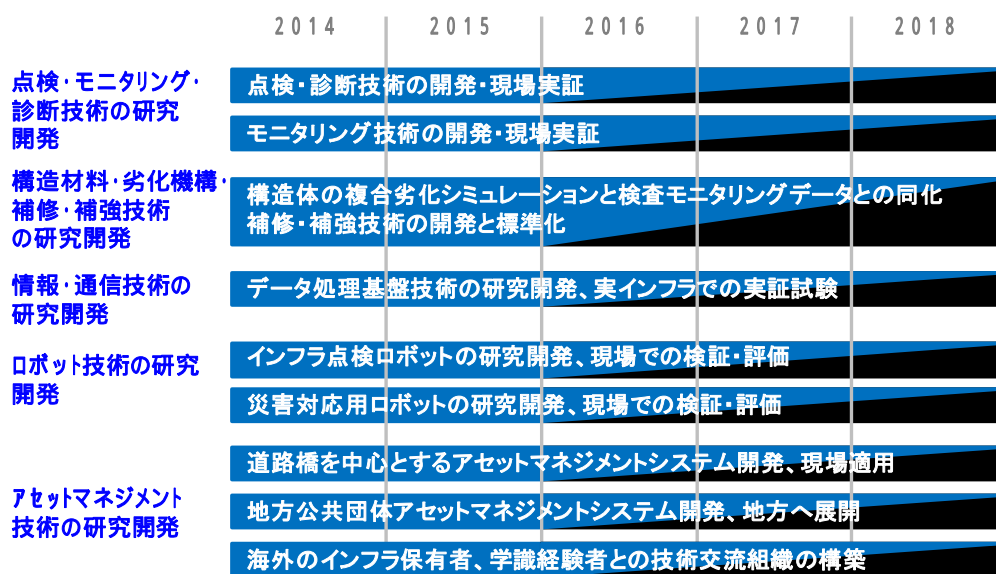 2014 2015 2016 2017 2018
点検・モニタリング・
診断技術の研究
開発
点検・診断技術の開発・現場実証
モニタリング技術の開発・現場実証
構造材料・劣化機構・
補修・補強技術
の研究開発
構造体の複合劣化シミュレーションと検査モニタリングデータとの同化
補修・補強技術の開発と標準化
情報・通信技術の
研究開発
データ処理基盤技術の研究開発、実インフラでの実証試験
ロボット技術の研究
開発
インフラ点検ロボットの研究開発、現場での検証・評価
災害対応用ロボットの研究開発、現場での検証・評価
アセットマネジメント
技術の研究開発
道路橋を中心とするアセットマネジメントシステム開発、現場適用
地方公共団体アセットマネジメントシステム開発、地方へ展開
海外のインフラ保有者、学識経験者との技術交流組織の構築